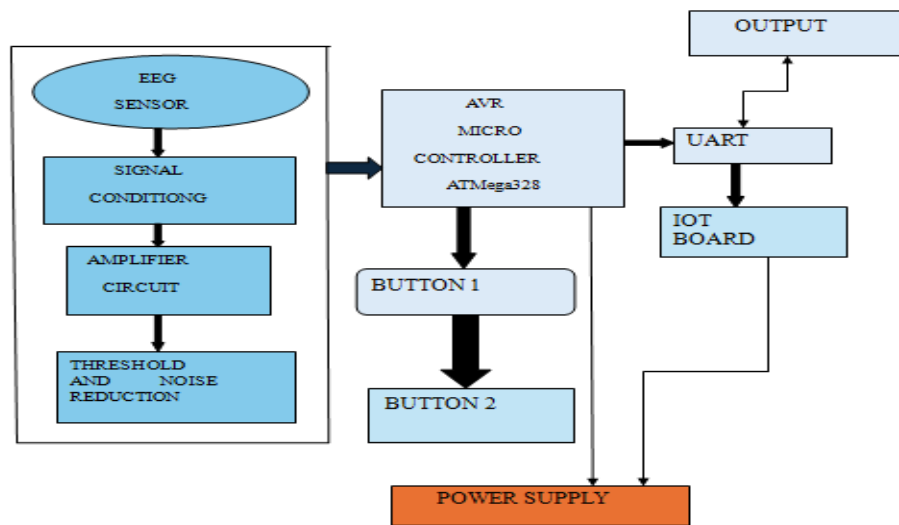 EEG
SENSOR
SIGNAL
CONDITIONG
AMPLIFIER
CIRCUIT
THRESHOLD
AND NOISE
REDUCTION
AVR
MICRO
CONTROLLER
ATMega328
BUTTON 1
BUTTON 2
OUTPUT
UART
IOT
BOARD
POWER SUPPLY